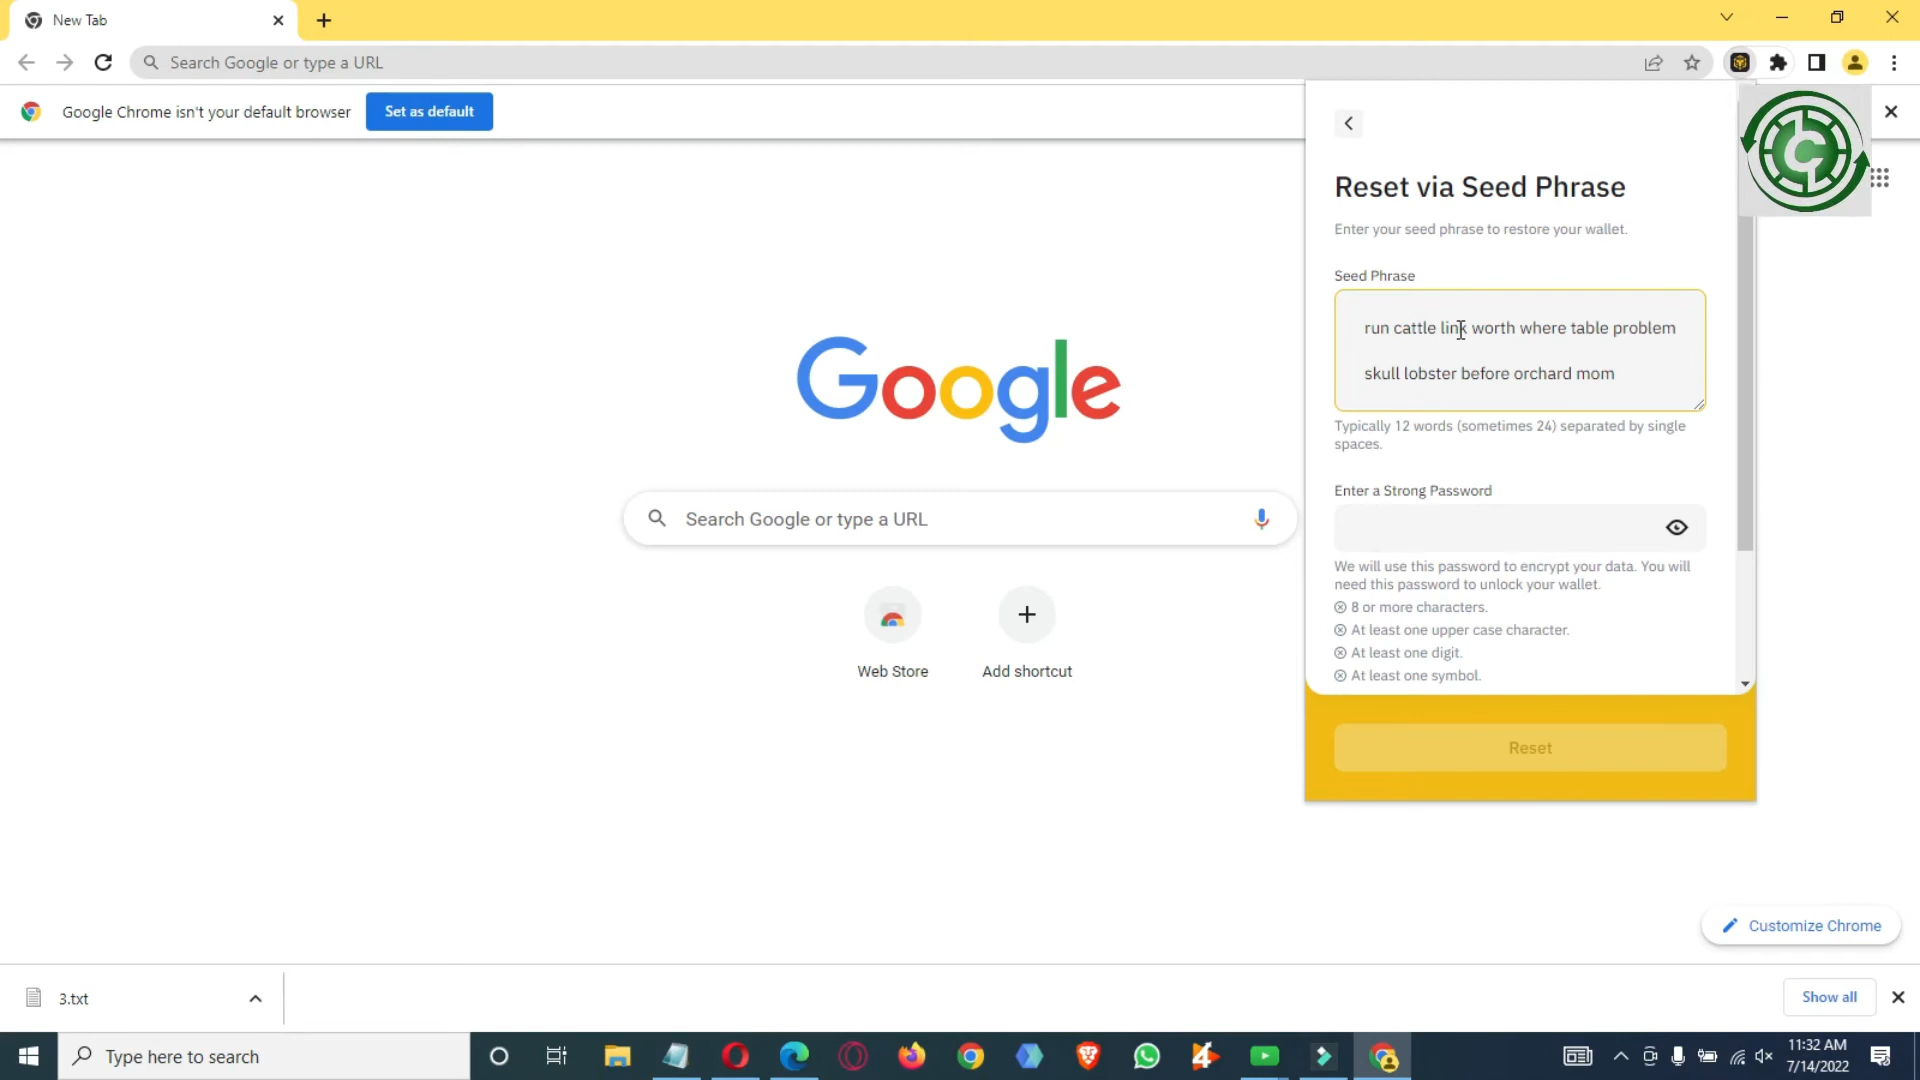 New Tab
Search Google or type a URL
Google Chrome isn't your default browser
Set as default
Reset via Seed Phrase
Enter your seed phrase to restore your wallet.
Seed Phrase
run cattle link worth where table problem
skull lobster before orchard mom
Typically 12 words (sometimes 24) separated by single
spaces.
Enter a Strong Password
We will use this password to encrypt your data. You will
need this password to unlock your wallet.
8 or more characters.
At least one upper case character.
At least one digit.
At least one symbol.
Reset
Google
Search Google or type a URL
Web Store
Add shortcut
Customize Chrome
3.txt
Show all
Type here to search
11:32 AM
7/14/2022